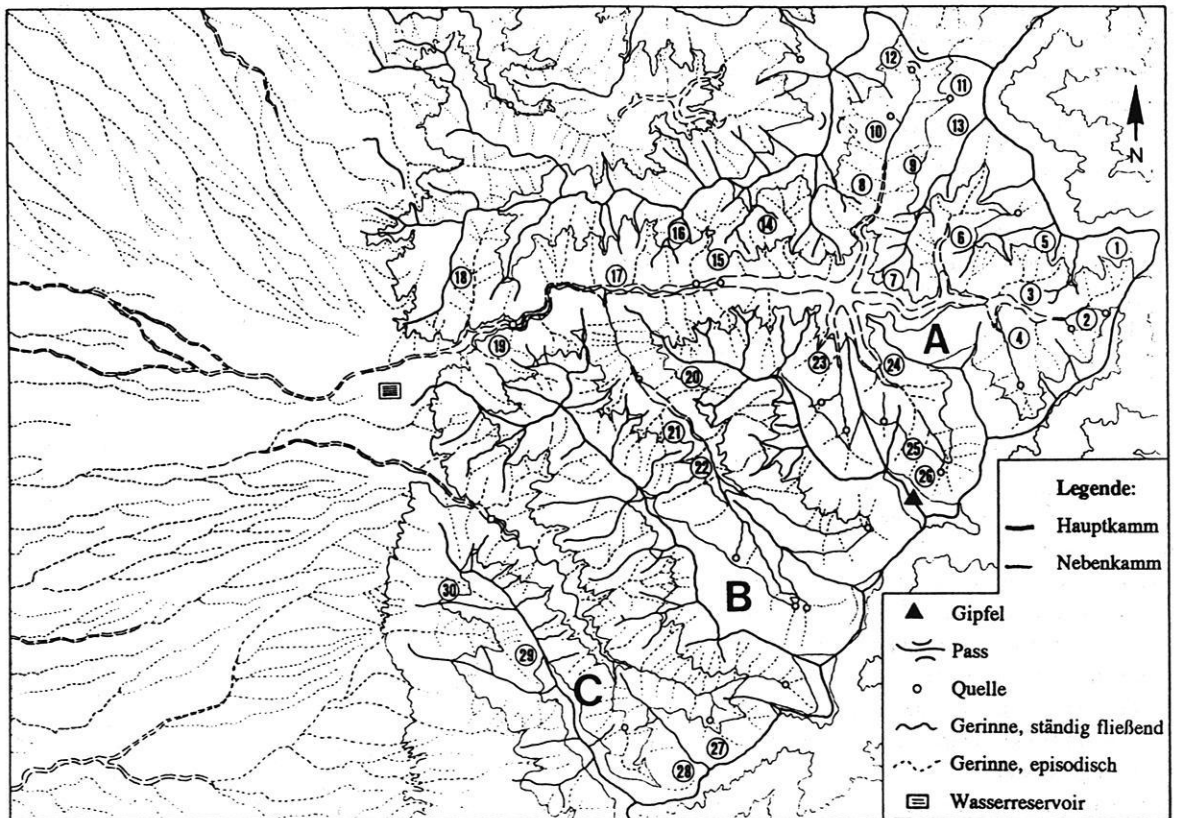 12
11
10
13
N
8
9
16
14
6
5
1
18
17
15
7
3
2
19
A
4
20
23
24
21
25
22
26
Legende:
Hauptkamm
Nebenkamm
30
B
Gipfel
Pass
29
C
Quelle
Gerinne, ständig fließend
27
28
Gerinne, episodisch
Wasserreservoir